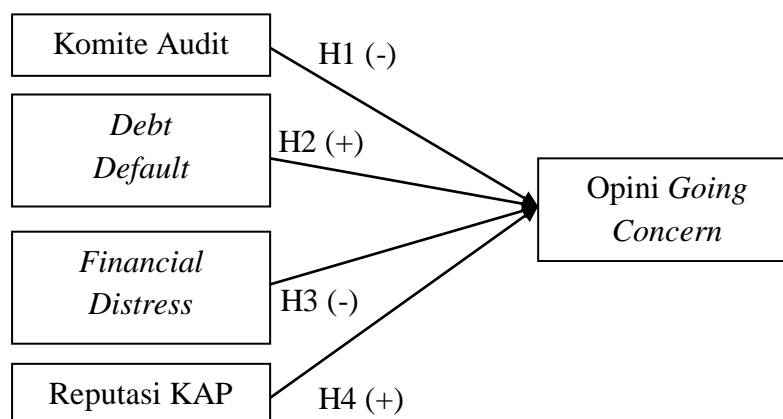 Komite Audit
H1 (-)
Debt
Default
H2 (+)
Opini Going
Concern
Financial
Distress
H3 (-)
Reputasi KAP
H4 (+)